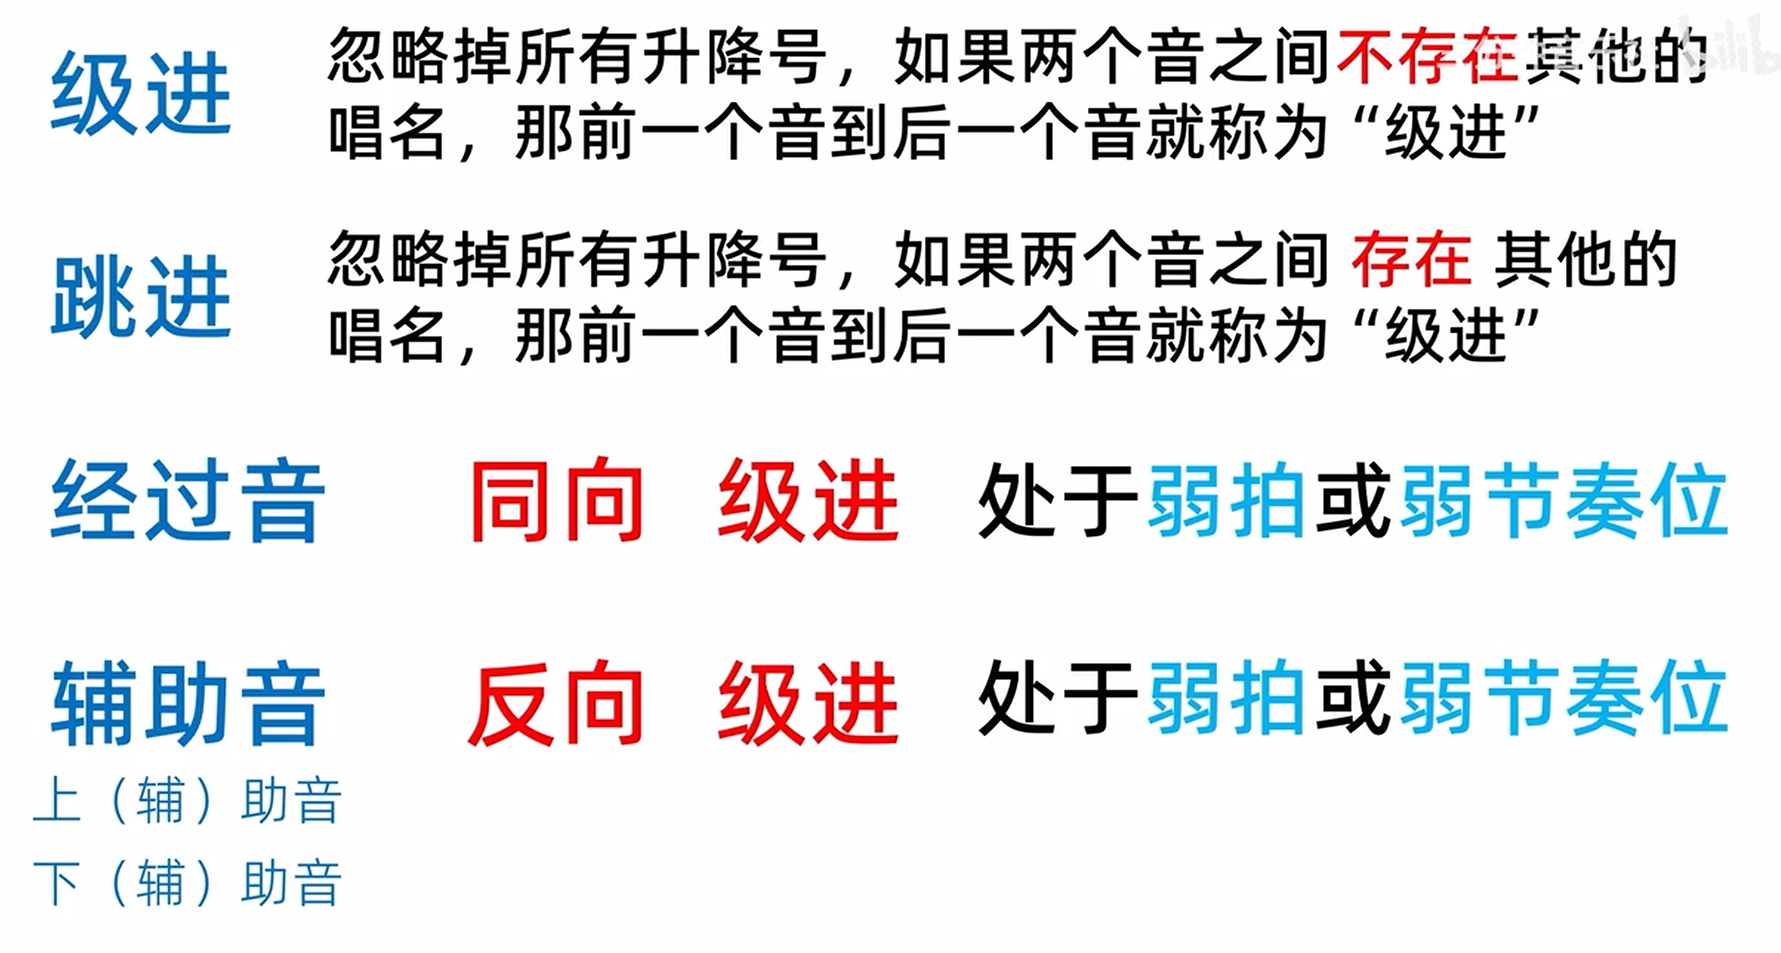 级进
忽略掉所有升降号，如果两个音之间不存在其他的
唱名，那前一个音到后一个音就称为“级进”
跳进
忽略掉所有升降号，如果两个音之间 存在 其他的
唱名，那前一个音到后一个音就称为“级进”
经过音 同向 级进 处于弱拍或弱节奏位
辅助音 反向 级进 处于弱拍或弱节奏位
上（辅）助音
下（辅）助音